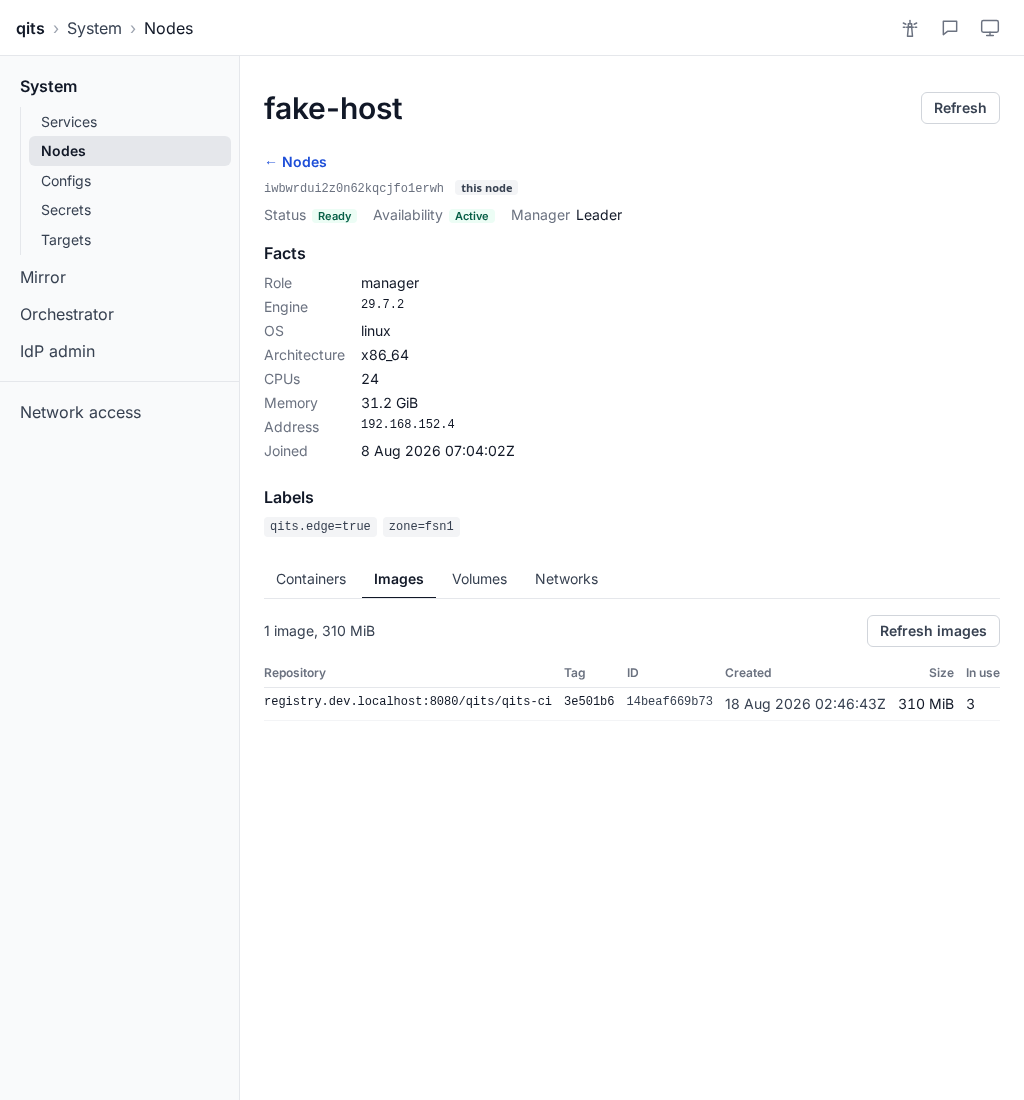 qits › System › Nodes
System
Services
Nodes
Configs
Secrets
Targets
Mirror
Orchestrator
IdP admin
Network access
fake-host
Refresh
← Nodes
iwbwrdui2z0n62kqcjfo1erwh this node
Status Ready Availability Active Manager Leader
Facts
Role manager
Engine 29.7.2
OS linux
Architecture x86_64
CPUs 24
Memory 31.2 GiB
Address 192.168.152.4
Joined 8 Aug 2026 07:04:02Z
Labels
qits.edge=true zone=fsn1
Containers Images Volumes Networks
1 image, 310 MiB
Refresh images
Repository Tag ID Created Size In use
registry.dev.localhost:8080/qits/qits-ci 3e501b6 14beaf669b73 18 Aug 2026 02:46:43Z 310 MiB 3